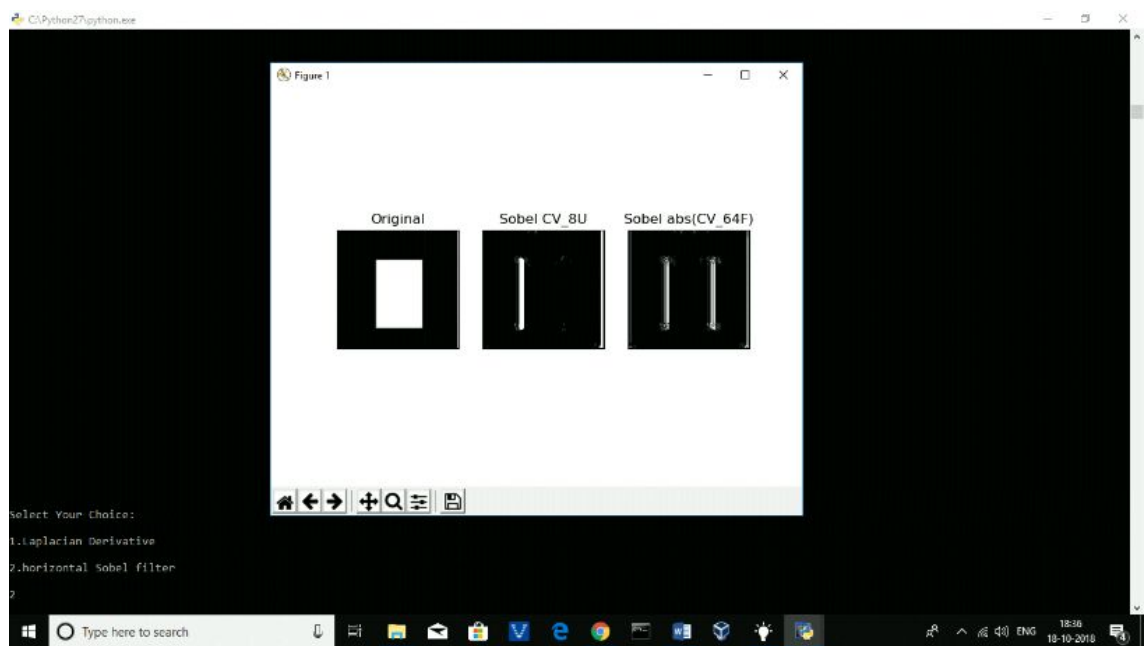 C:\Python27\python.exe
Figure 1
Original
Sobel CV_8U
Sobel abs(CV_64F)
Select Your Choice:
1.Laplacian Derivative
2.horizontal Sobel filter
2
Type here to search
ENG
18:36
18-10-2018
4